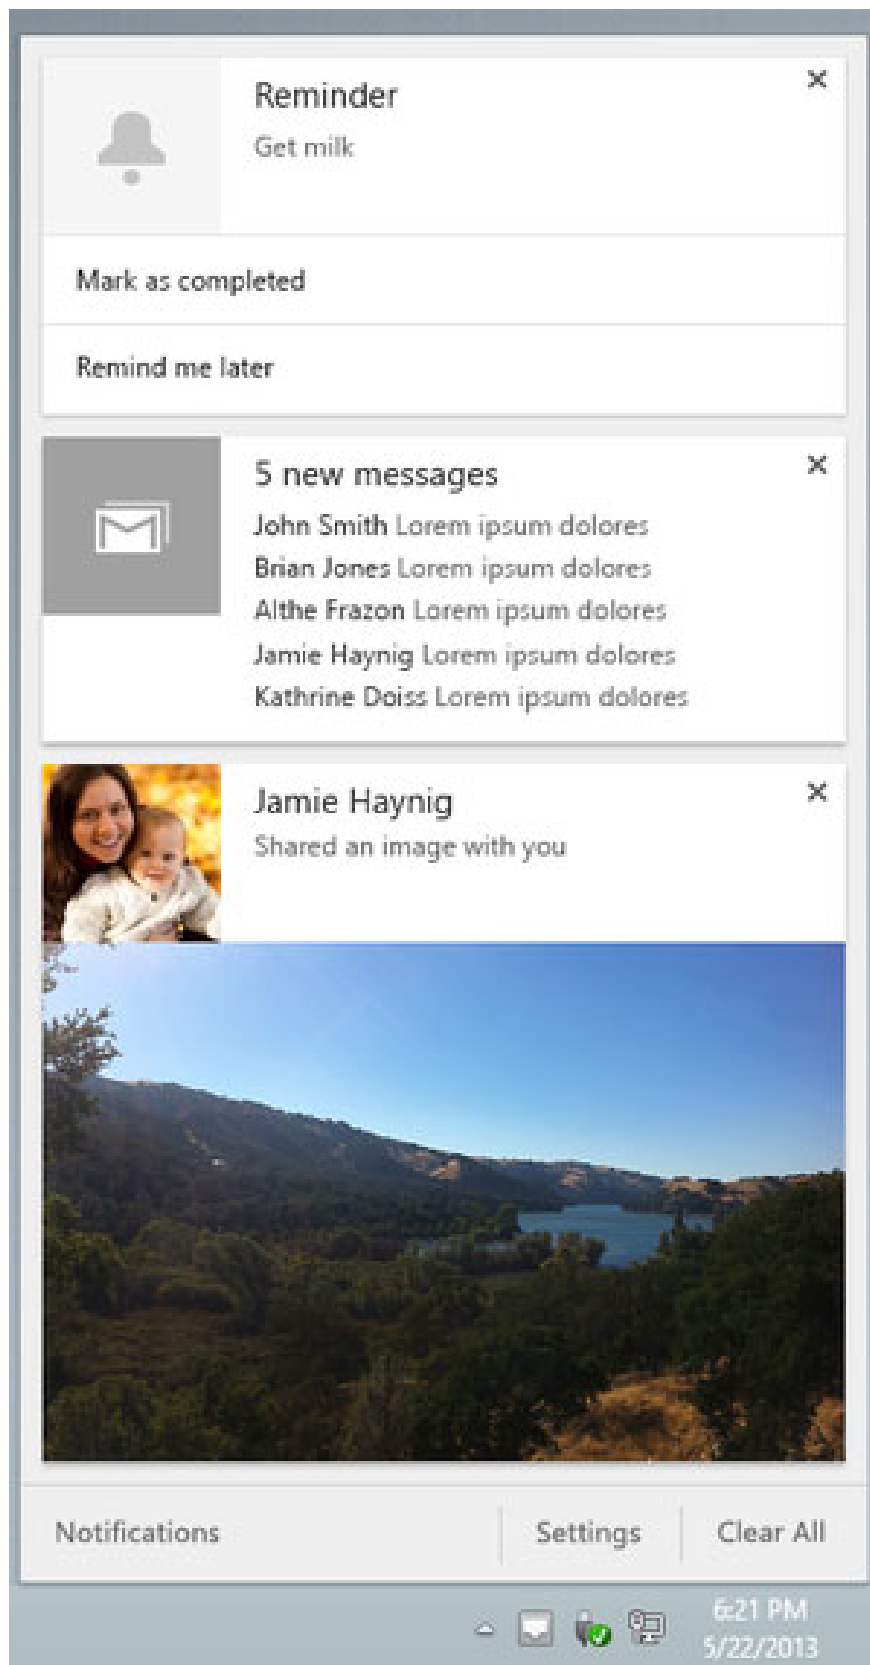 Reminder
Get milk
Mark as completed
Remind me later
5 new messages
John Smith Lorem ipsum dolores
Brian Jones Lorem ipsum dolores
Althe Frazon Lorem ipsum dolores
Jamie Haynig Lorem ipsum dolores
Kathrine Doiss Lorem ipsum dolores
Jamie Haynig
Shared an image with you
Notifications
Settings
Clear All
6:21 PM
5/22/2013